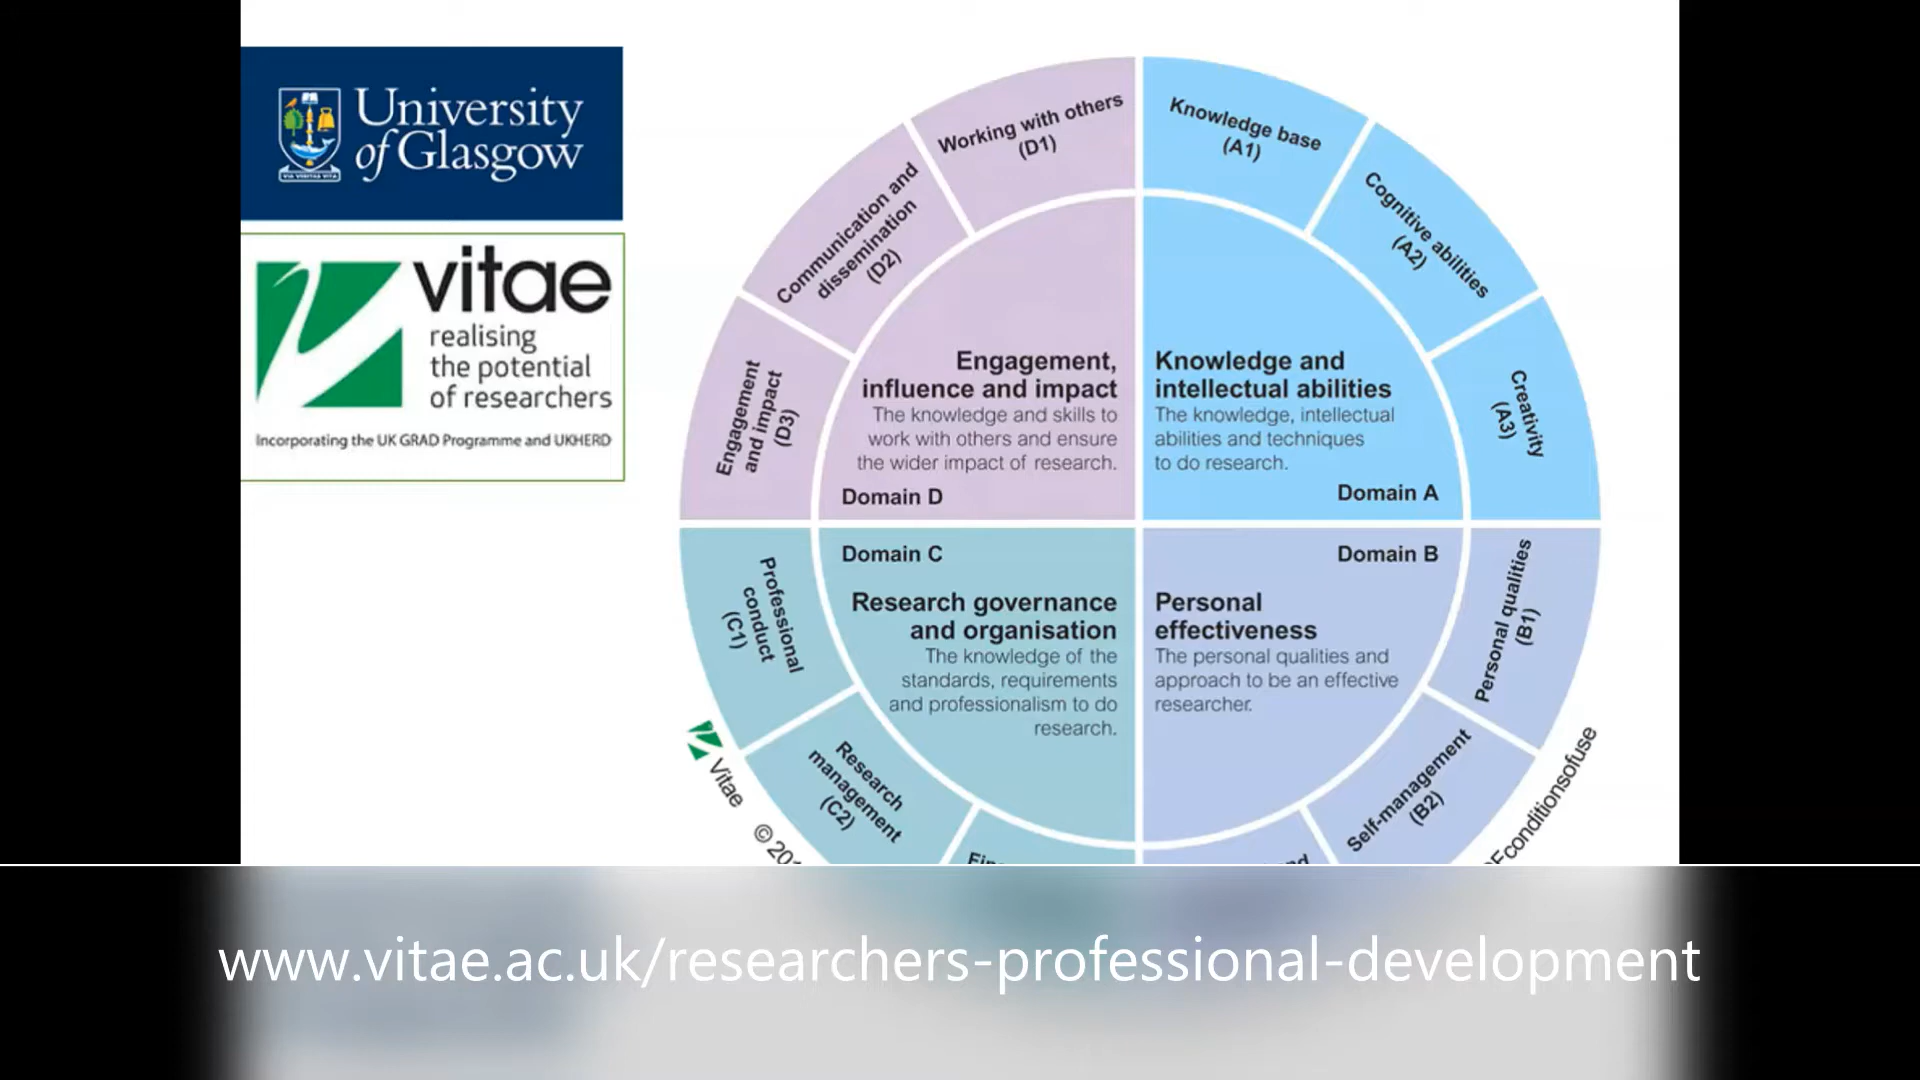 University
of Glasgow
VIA VERITAS VITA
vitae
realising
the potential
of researchers
Incorporating the UK GRAD Programme and UKHERD
Working with others
(D1)
Knowledge base
(A1)
Communication and
dissemination
(D2)
Cognitive abilities
(A2)
Engagement
and impact
(D3)
Creativity
(A3)
Engagement,
influence and impact
The knowledge and skills to
work with others and ensure
the wider impact of research.
Domain D
Knowledge and
intellectual abilities
The knowledge, intellectual
abilities and techniques
to do research.
Domain A
Domain C
Research governance
and organisation
The knowledge of the
standards, requirements
and professionalism to do
research.
Domain B
Personal
effectiveness
The personal qualities and
approach to be an effective
researcher.
Professional
conduct
(C1)
Personal qualities
(B1)
Research
management
(C2)
Self-management
(B2)
Vitae
www.vitae.ac.uk/researchers-professional-development